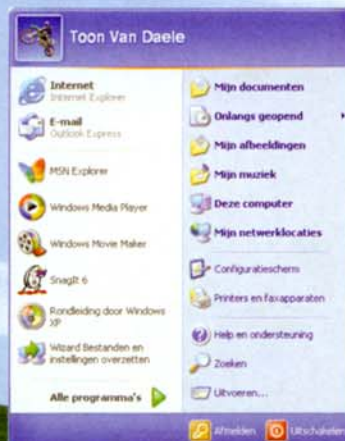 Toon Van Daele
Internet
Internet Explorer
E-mail
Outlook Express
MSN Explorer
Windows Media Player
Windows Movie Maker
SnagIt 6
Rondleiding door Windows
XP
Wizard Bestanden en
instellingen overzetten
Alle programma's
Mijn documenten
Onlangs geopend
Mijn afbeeldingen
Mijn muziek
Deze computer
Mijn netwerklocaties
Configuratiescherm
Printers en faxapparaten
Help en ondersteuning
Zoeken
Uitvoeren...
Afmelden
Uitschakelen